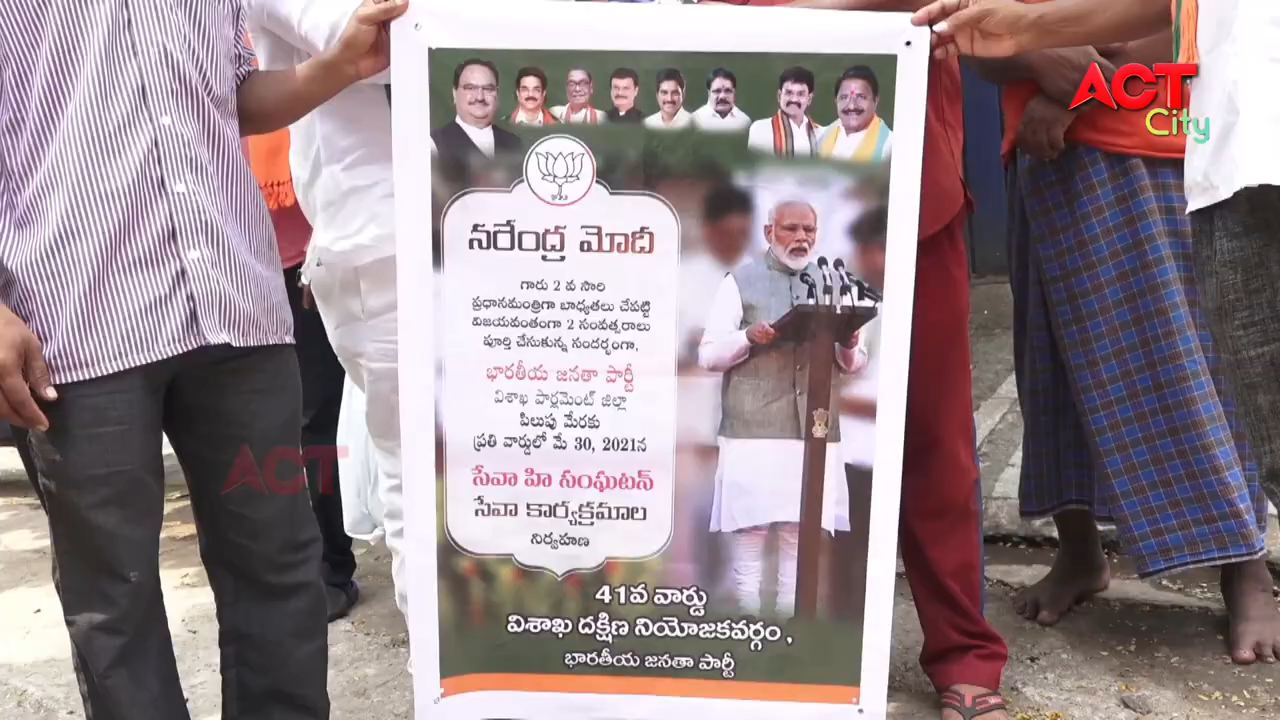 ACT
City
నరేంద్ర మోదీ
గారు 2 వ సారి
ప్రధానమంత్రిగా బాధ్యతలు చేపట్టి
విజయవంతంగా 2 సంవత్సరాలు
పూర్తి చేసుకున్న సందర్భంగా,
భారతీయ జనతా పార్టీ
విశాఖ పార్లమెంట్ జిల్లా
పిలుపు మేరకు
ప్రతి వార్డులో మే 30, 2021న
సేవా హి సంఘటన్
సేవా కార్యక్రమాల
నిర్వహణ
41వ వార్డు
విశాఖ దక్షిణ నియోజకవర్గం,
భారతీయ జనతా పార్టీ
ACT